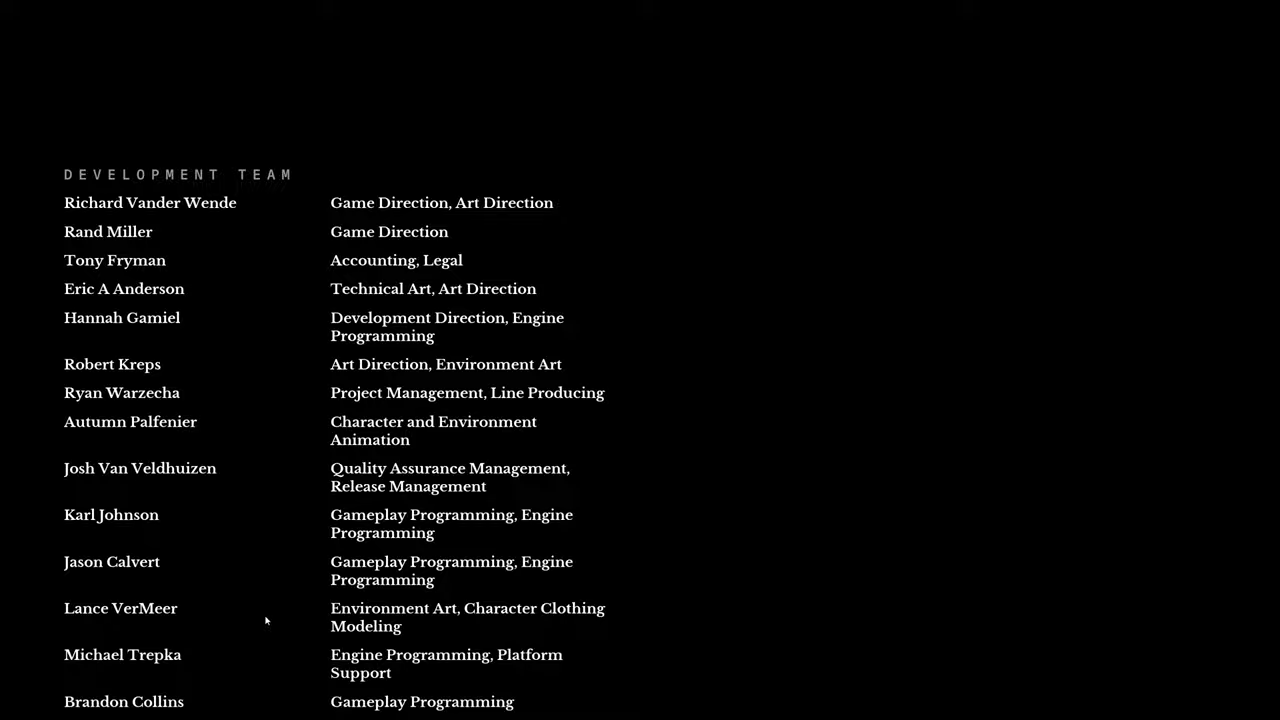 DEVELOPMENT TEAM
Richard Vander Wende Game Direction, Art Direction
Rand Miller Game Direction
Tony Fryman Accounting, Legal
Eric A Anderson Technical Art, Art Direction
Hannah Gamiel Development Direction, Engine
Programming
Robert Kreps Art Direction, Environment Art
Ryan Warzecha Project Management, Line Producing
Autumn Palfenier Character and Environment
Animation
Josh Van Veldhuizen Quality Assurance Management,
Release Management
Karl Johnson Gameplay Programming, Engine
Programming
Jason Calvert Gameplay Programming, Engine
Programming
Lance VerMeer Environment Art, Character Clothing
Modeling
Michael Trepka Engine Programming, Platform
Support
Brandon Collins Gameplay Programming